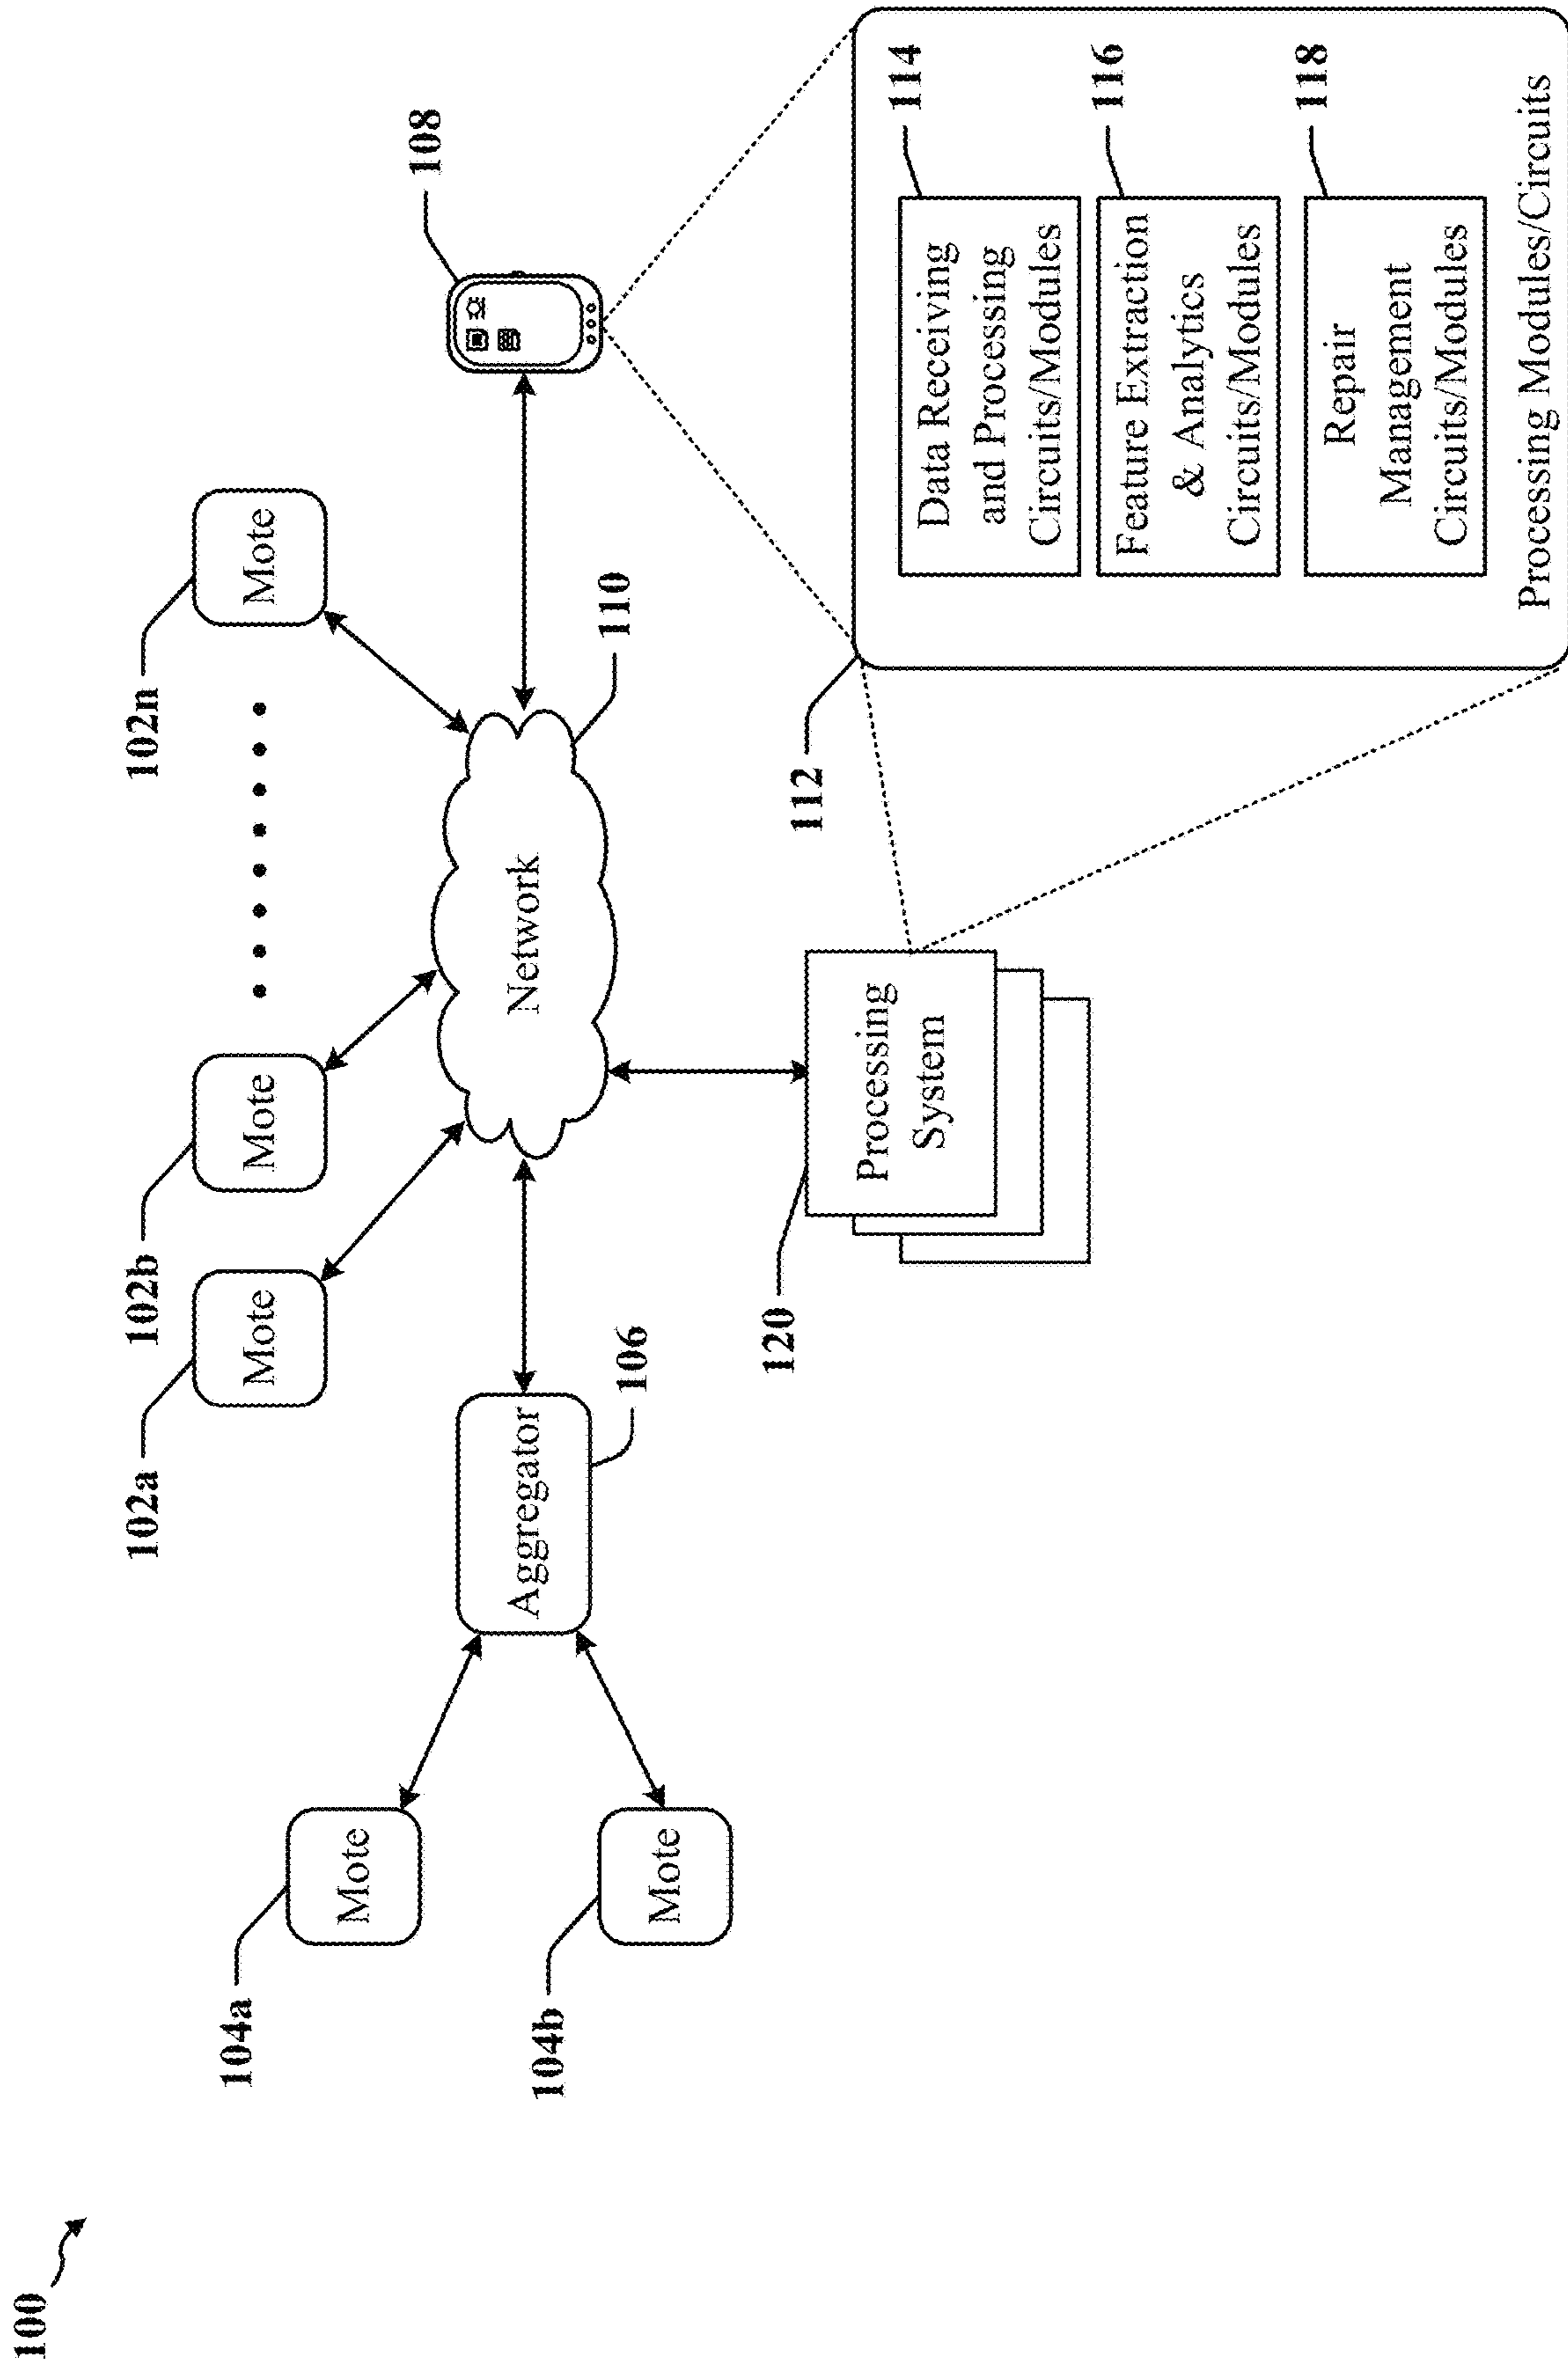 100
102a
102b
102n
Mote
Mote
Mote
104a
Mote
104b
Mote
Aggregator
106
Network
110
108
120
Processing
System
112
Data Receiving
and Processing
Circuits/Modules
114
Feature Extraction
& Analytics
Circuits/Modules
116
Repair
Management
Circuits/Modules
118
Processing Modules/Circuits